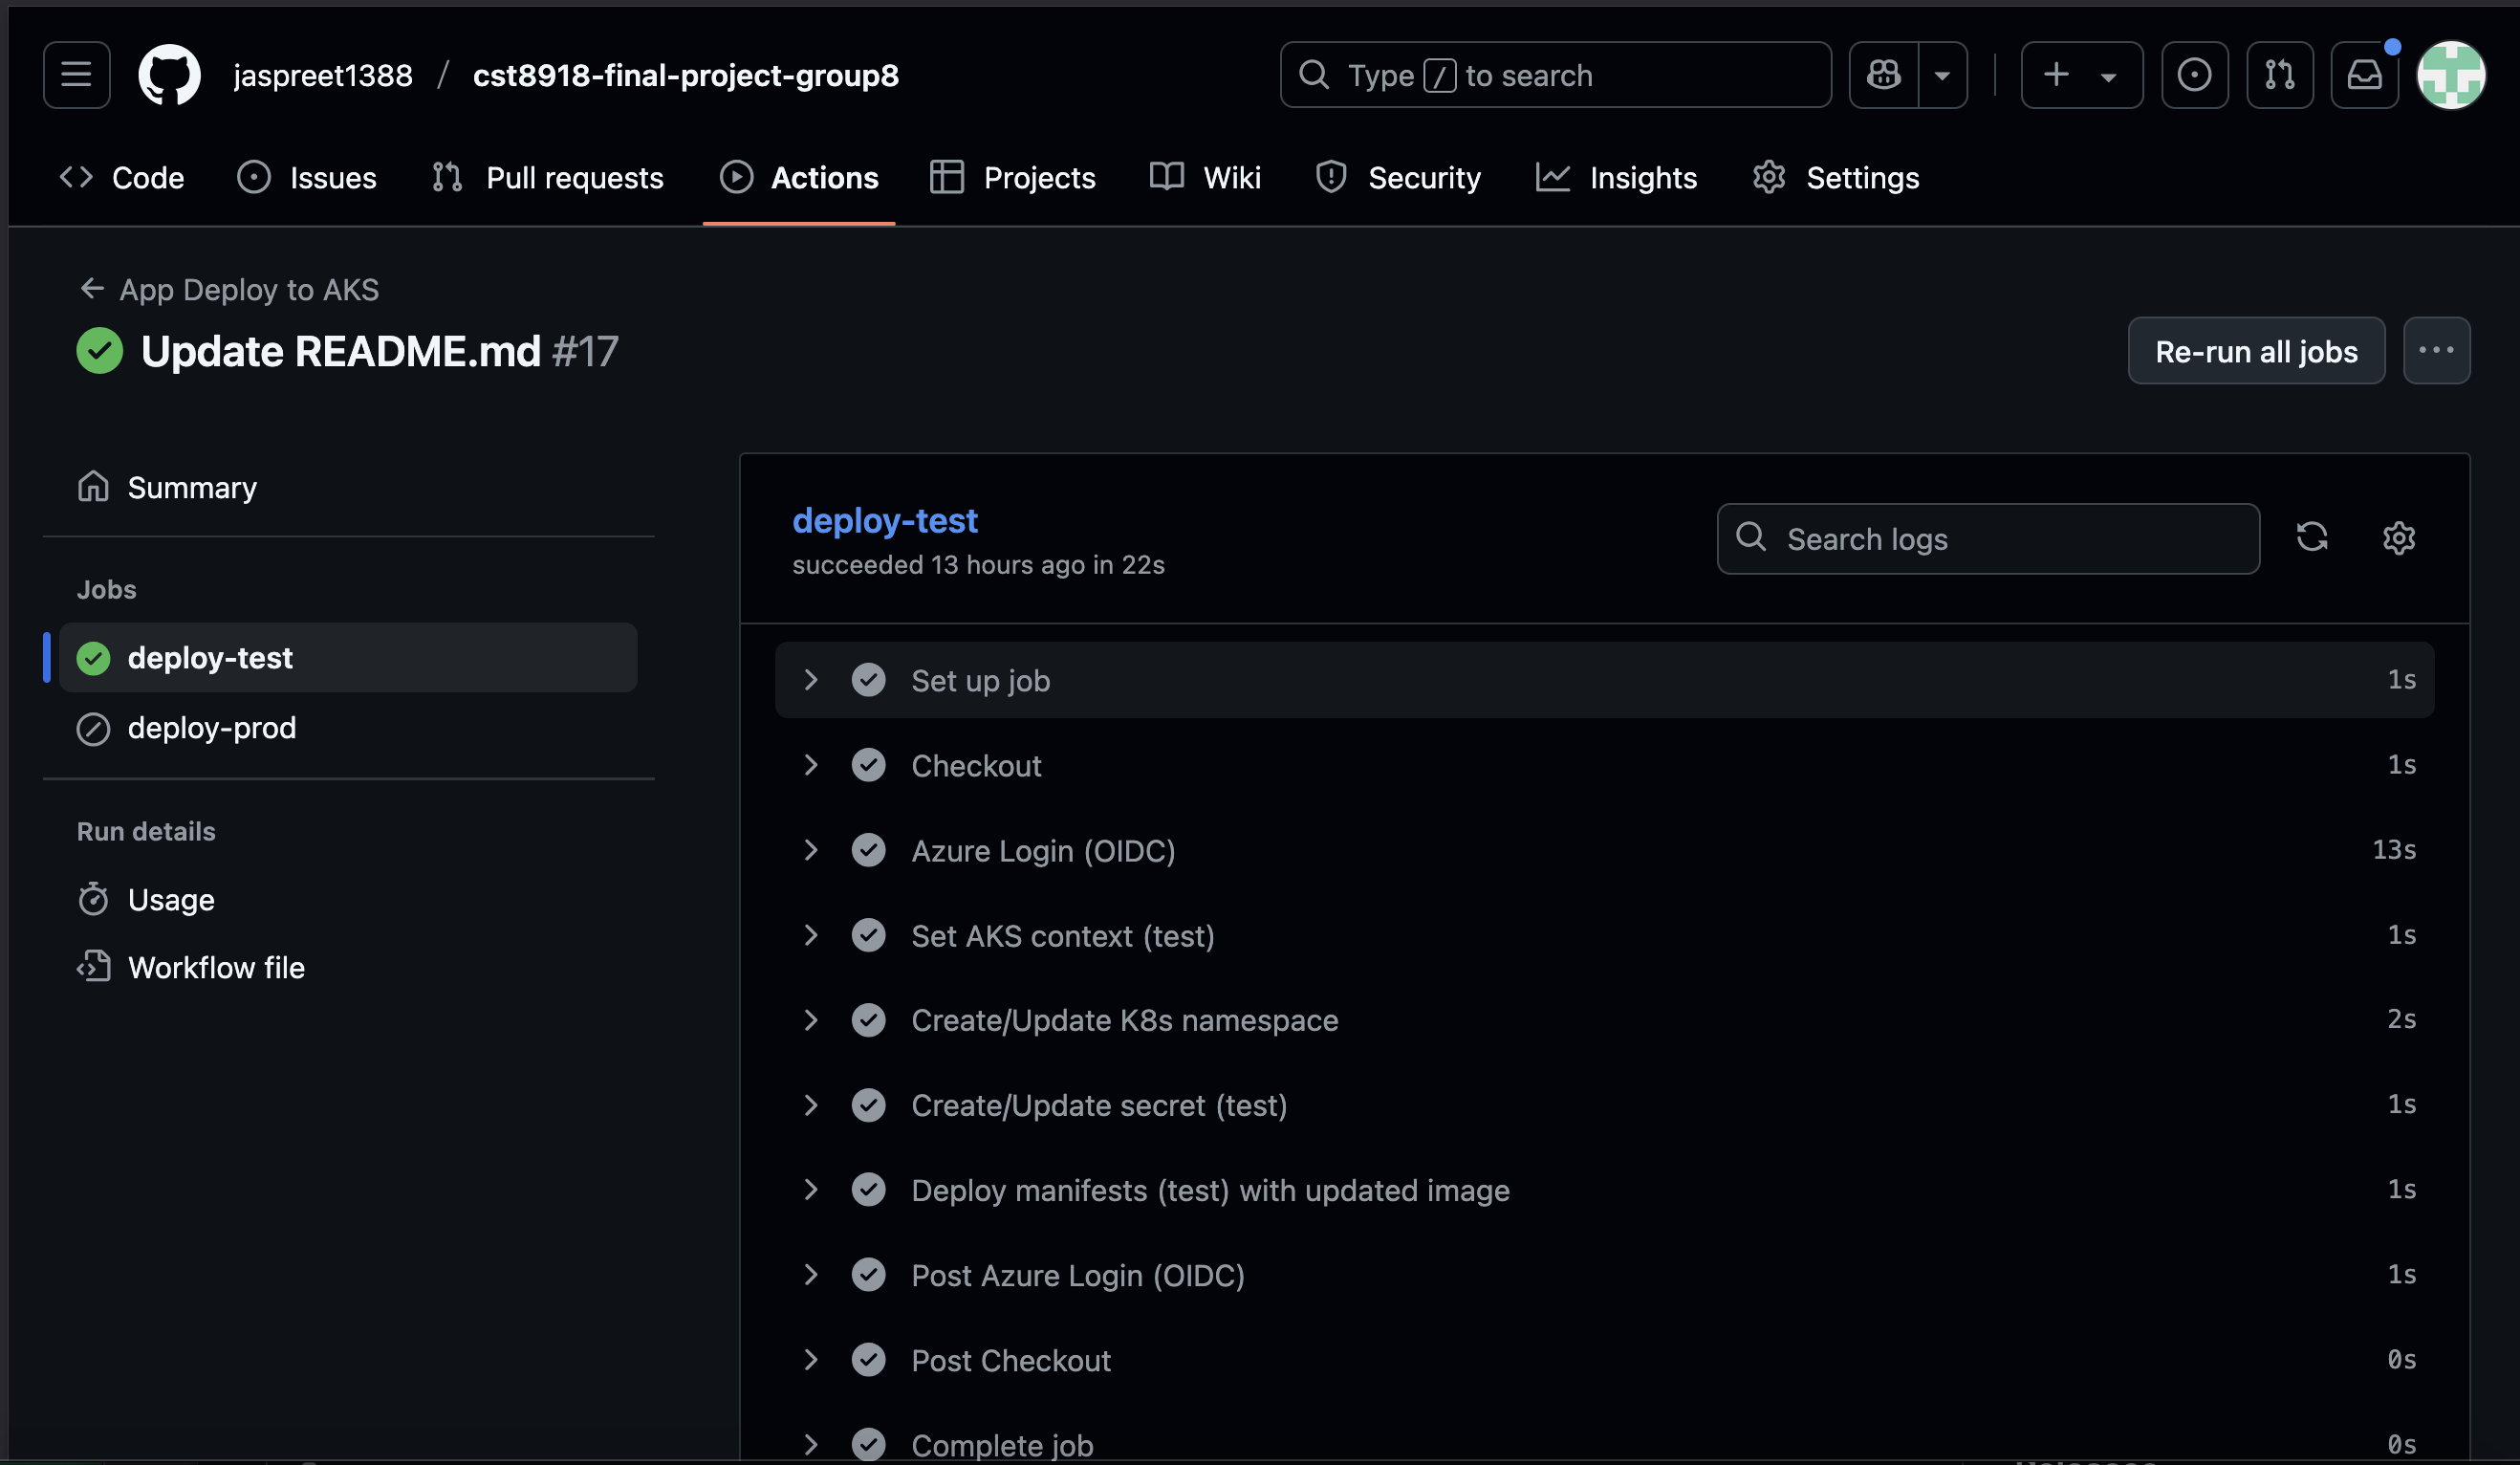 jaspreet1388 / cst8918-final-project-group8
Type / to search
Code Issues Pull requests Actions Projects Wiki Security Insights Settings
App Deploy to AKS
Update README.md #17
Re-run all jobs
Summary
Jobs
deploy-test
deploy-prod
Run details
Usage
Workflow file
deploy-test
succeeded 13 hours ago in 22s
Search logs
Set up job 1s
Checkout 1s
Azure Login (OIDC) 13s
Set AKS context (test) 1s
Create/Update K8s namespace 2s
Create/Update secret (test) 1s
Deploy manifests (test) with updated image 1s
Post Azure Login (OIDC) 1s
Post Checkout 0s
Complete job 0s